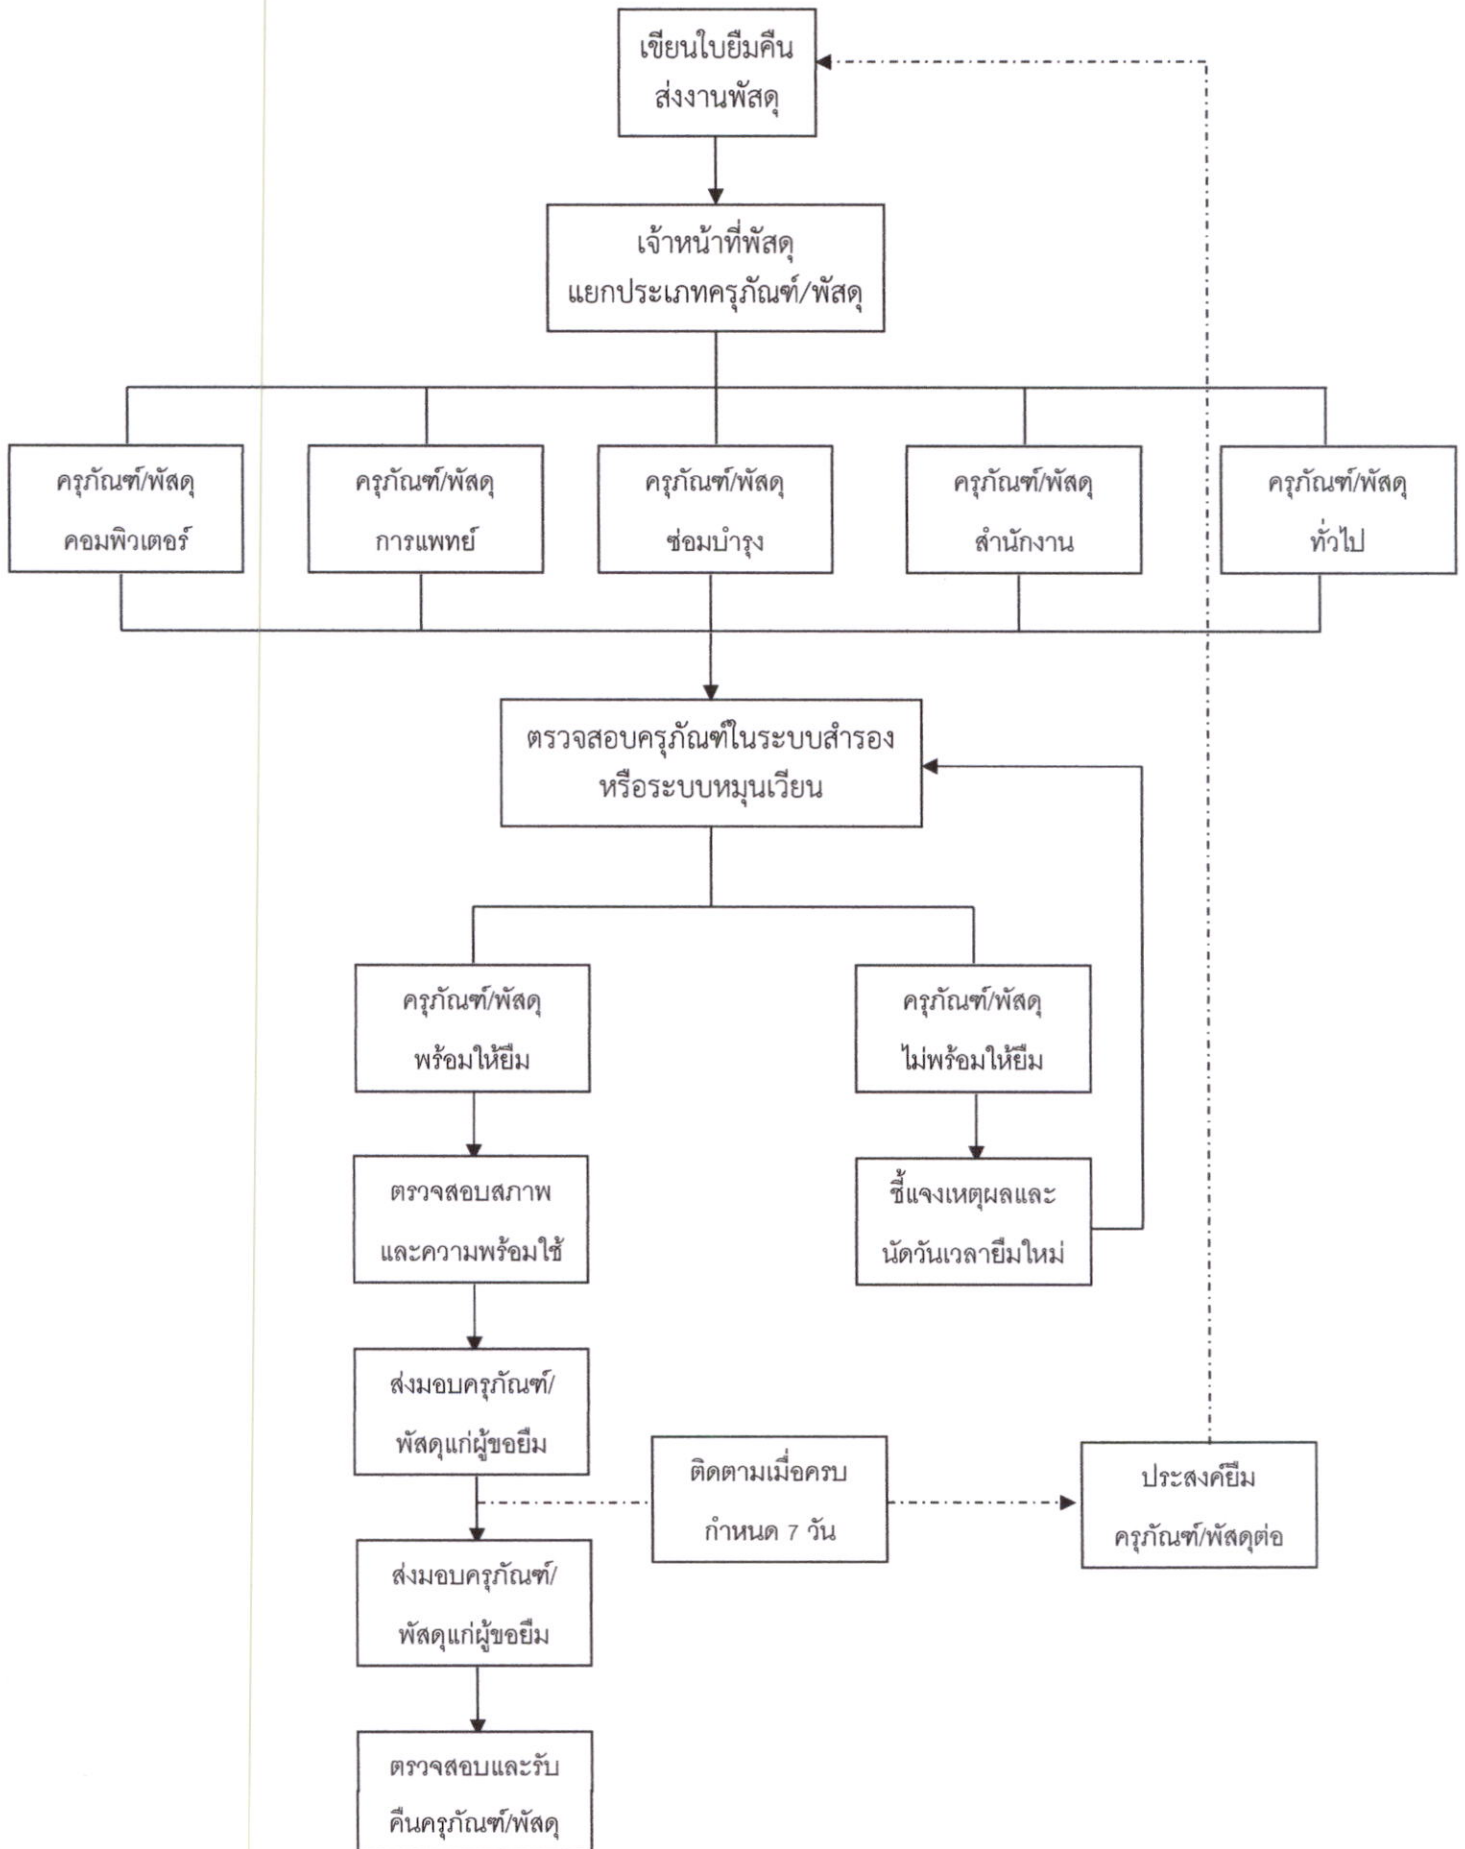 เขียนใบยืมคืน
ส่งงานพัสดุ
เจ้าหน้าที่พัสดุ
แยกประเภทครุภัณฑ์/พัสดุ
ครุภัณฑ์/พัสดุ
คอมพิวเตอร์
ครุภัณฑ์/พัสดุ
การแพทย์
ครุภัณฑ์/พัสดุ
ซ่อมบำรุง
ครุภัณฑ์/พัสดุ
สำนักงาน
ครุภัณฑ์/พัสดุ
ทั่วไป
ตรวจสอบครุภัณฑ์ในระบบสำรอง
หรือระบบหมุนเวียน
ครุภัณฑ์/พัสดุ
พร้อมให้ยืม
ครุภัณฑ์/พัสดุ
ไม่พร้อมให้ยืม
ตรวจสอบสภาพ
และความพร้อมใช้
ชี้แจงเหตุผลและ
นัดวันเวลายืมใหม่
ส่งมอบครุภัณฑ์/
พัสดุแก่ผู้ขอยืม
ติดตามเมื่อครบ
กำหนด 7 วัน
ประสงค์ยืม
ครุภัณฑ์/พัสดุต่อ
ส่งมอบครุภัณฑ์/
พัสดุแก่ผู้ขอยืม
ตรวจสอบและรับ
คืนครุภัณฑ์/พัสดุ